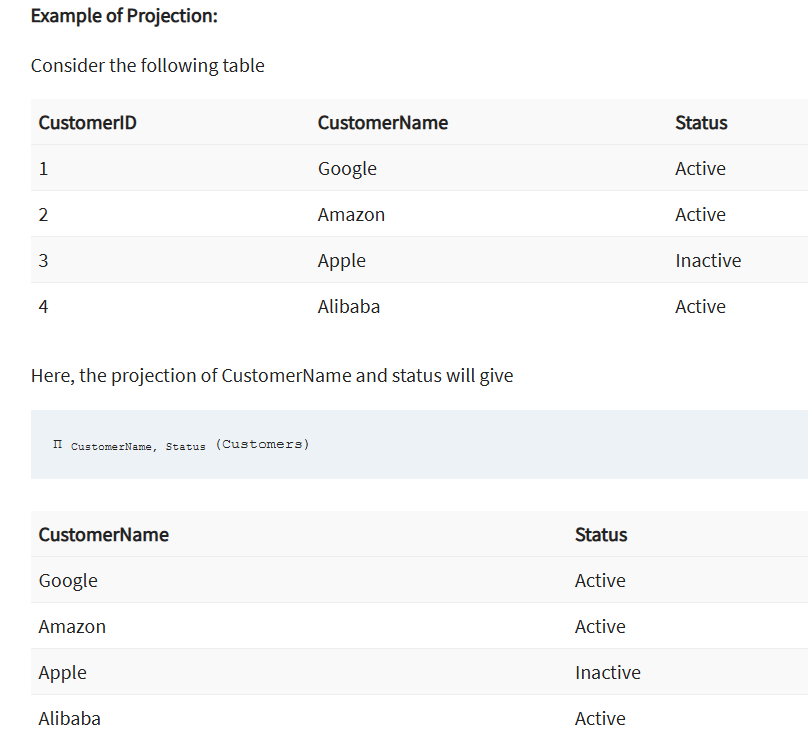 Example of Projection:
Consider the following table
CustomerID CustomerName Status
1 Google Active
2 Amazon Active
3 Apple Inactive
4 Alibaba Active
Here, the projection of CustomerName and status will give
Π CustomerName, Status (Customers)
CustomerName Status
Google Active
Amazon Active
Apple Inactive
Alibaba Active